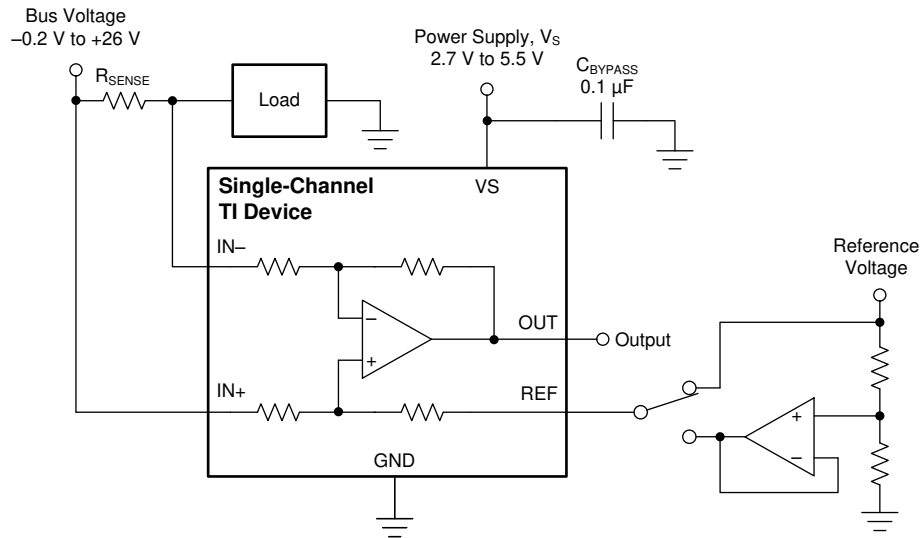 Bus Voltage
–0.2 V to +26 V
RSENSE
Load
Power Supply, VS
2.7 V to 5.5 V
CBYPASS
0.1 µF
Single-Channel
TI Device
VS
IN–
–
+
OUT
Output
IN+
REF
GND
Reference
Voltage
+
–